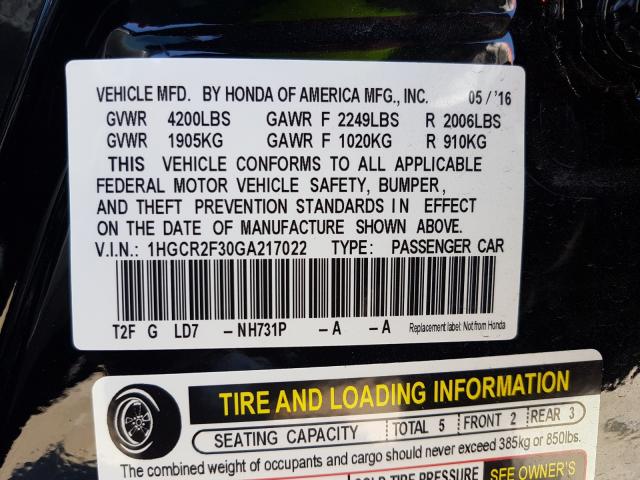 VEHICLE MFD. BY HONDA OF AMERICA MFG., INC. 05 / '16
GVWR 4200LBS GAWR F 2249LBS R 2006LBS
GVWR 1905KG GAWR F 1020KG R 910KG
THIS VEHICLE CONFORMS TO ALL APPLICABLE
FEDERAL MOTOR VEHICLE SAFETY, BUMPER,
AND THEFT PREVENTION STANDARDS IN EFFECT
ON THE DATE OF MANUFACTURE SHOWN ABOVE.
V.I.N.: 1HGCR2F30GA217022 TYPE: PASSENGER CAR
T2F G LD7 -NH731P -A -A Replacement label: Not from Honda
TIRE AND LOADING INFORMATION
SEATING CAPACITY TOTAL 5 FRONT 2 REAR 3
The combined weight of occupants and cargo should never exceed 385kg or 850lbs.
COLD TIRE PRESSURE SEE OWNER'S